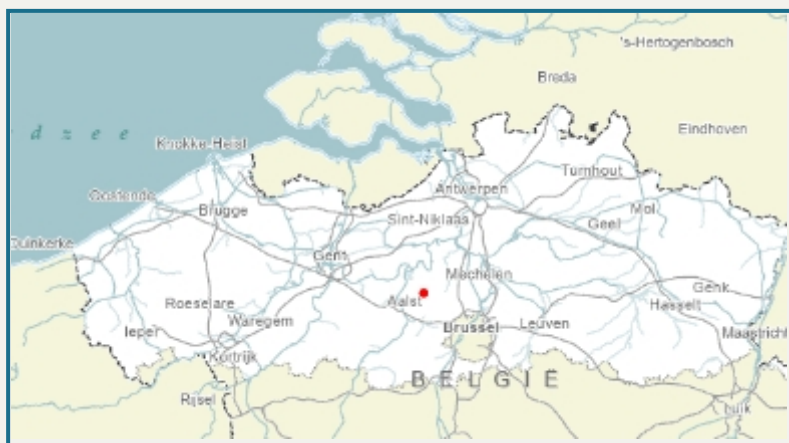 's-Hertogenbosch
Breda
d z e e
Eindhoven
Knokke-Heist
Turnhout
Antwerpen
Oostende
Mol
Brugge
Sint-Niklaas
Geel
Duinkerke
Gent
Mechelen
Genk
Roeselare
Aalst
Hasselt
Ieper
Waregem
Brussel
Leuven
Maastricht
Kortrijk
BELGIË
Rijsel
Luik